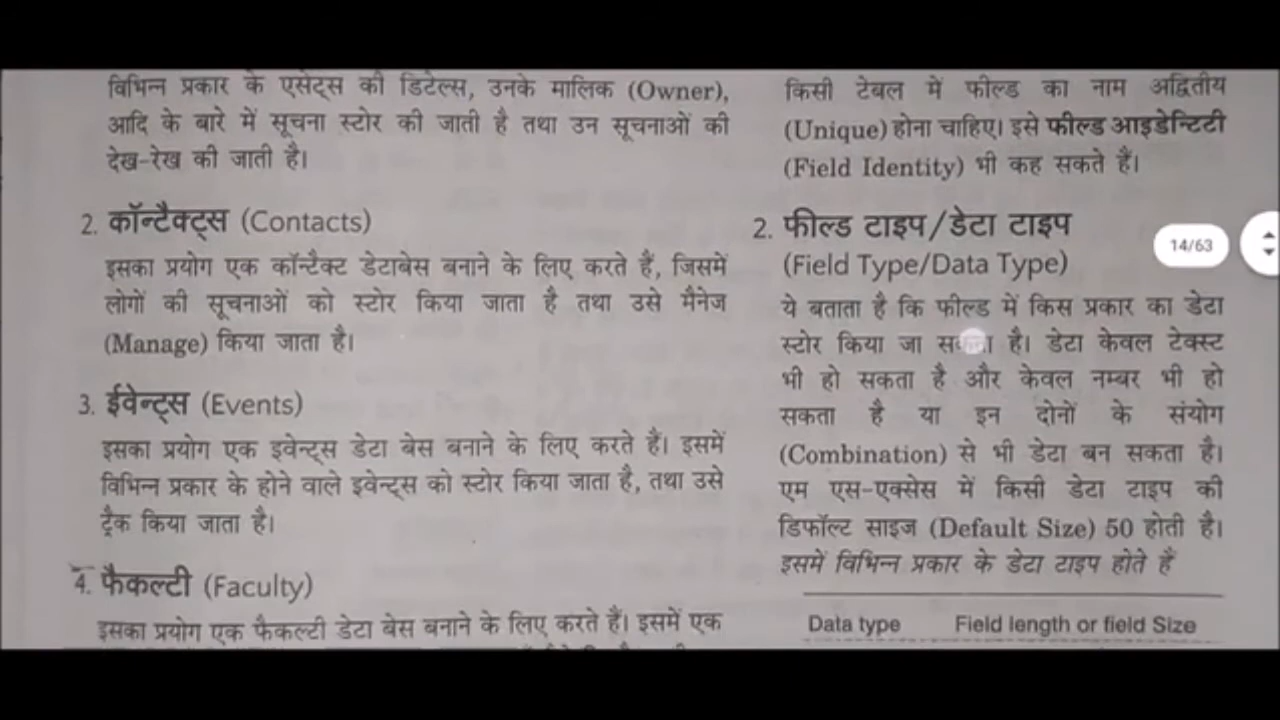 विभिन्न प्रकार के एसेट्स की डिटेल्स, उनके मालिक (Owner),
आदि के बारे में सूचना स्टोर की जाती है तथा उन सूचनाओं की
देख-रेख की जाती है।
2. कॉन्टैक्ट्स (Contacts)
इसका प्रयोग एक कॉन्टैक्ट डेटाबेस बनाने के लिए करते हैं, जिसमें
लोगों की सूचनाओं को स्टोर किया जाता है तथा उसे मैनेज
(Manage) किया जाता है।
3. ईवेन्ट्स (Events)
इसका प्रयोग एक इवेन्ट्स डेटा बेस बनाने के लिए करते हैं। इसमें
विभिन्न प्रकार के होने वाले इवेन्ट्स को स्टोर किया जाता है, तथा उसे
ट्रैक किया जाता है।
4. फैकल्टी (Faculty)
इसका प्रयोग एक फैकल्टी डेटा बेस बनाने के लिए करते हैं। इसमें एक
किसी टेबल में फील्ड का नाम अद्वितीय
(Unique) होना चाहिए। इसे फील्ड आइडेन्टिटी
(Field Identity) भी कह सकते हैं।
2. फील्ड टाइप/डेटा टाइप
(Field Type/Data Type)
ये बताता है कि फील्ड में किस प्रकार का डेटा
स्टोर किया जा सकता है। डेटा केवल टेक्स्ट
भी हो सकता है और केवल नम्बर भी हो
सकता है या इन दोनों के संयोग
(Combination) से भी डेटा बन सकता है।
एम एस-एक्सेस में किसी डेटा टाइप की
डिफॉल्ट साइज (Default Size) 50 होती है।
इसमें विभिन्न प्रकार के डेटा टाइप होते हैं
Data type Field length or field Size
14/63